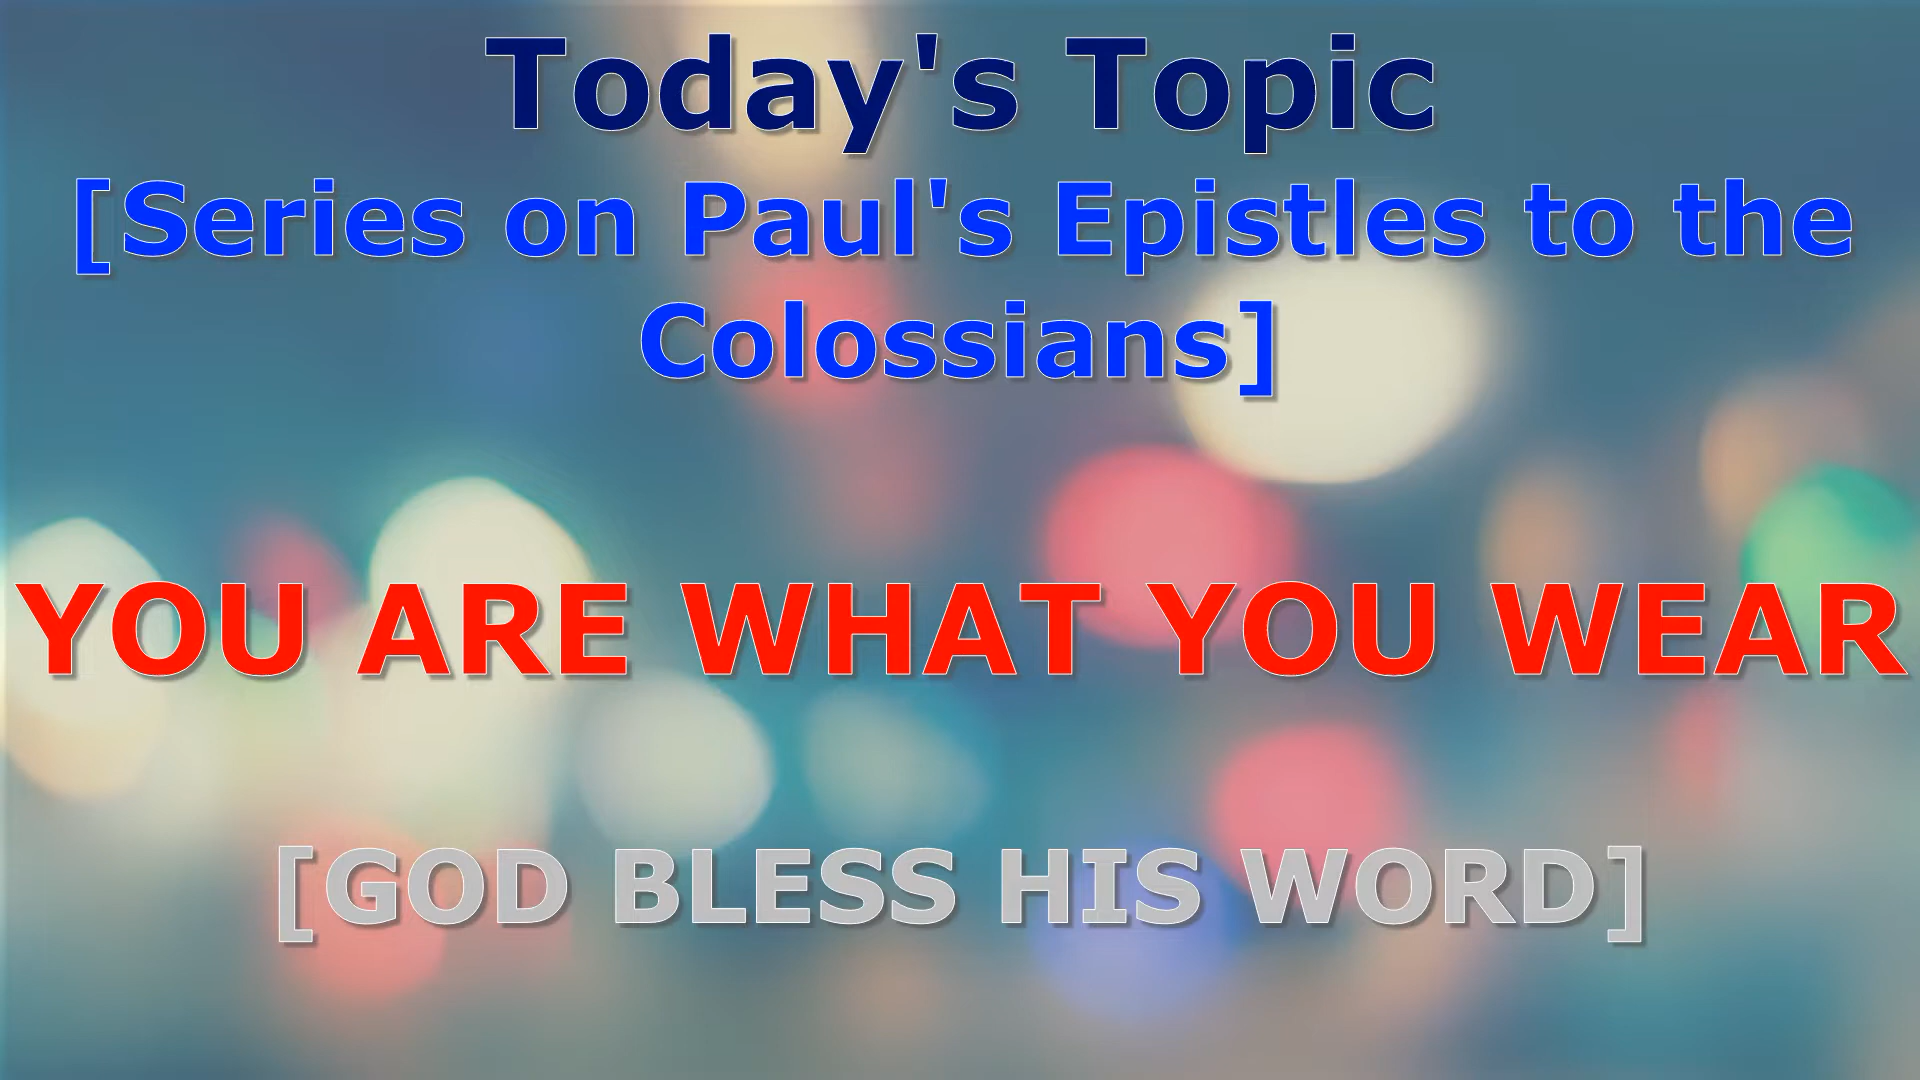 Today's Topic
[Series on Paul's Epistles to the
Colossians]
YOU ARE WHAT YOU WEAR
[GOD BLESS HIS WORD]